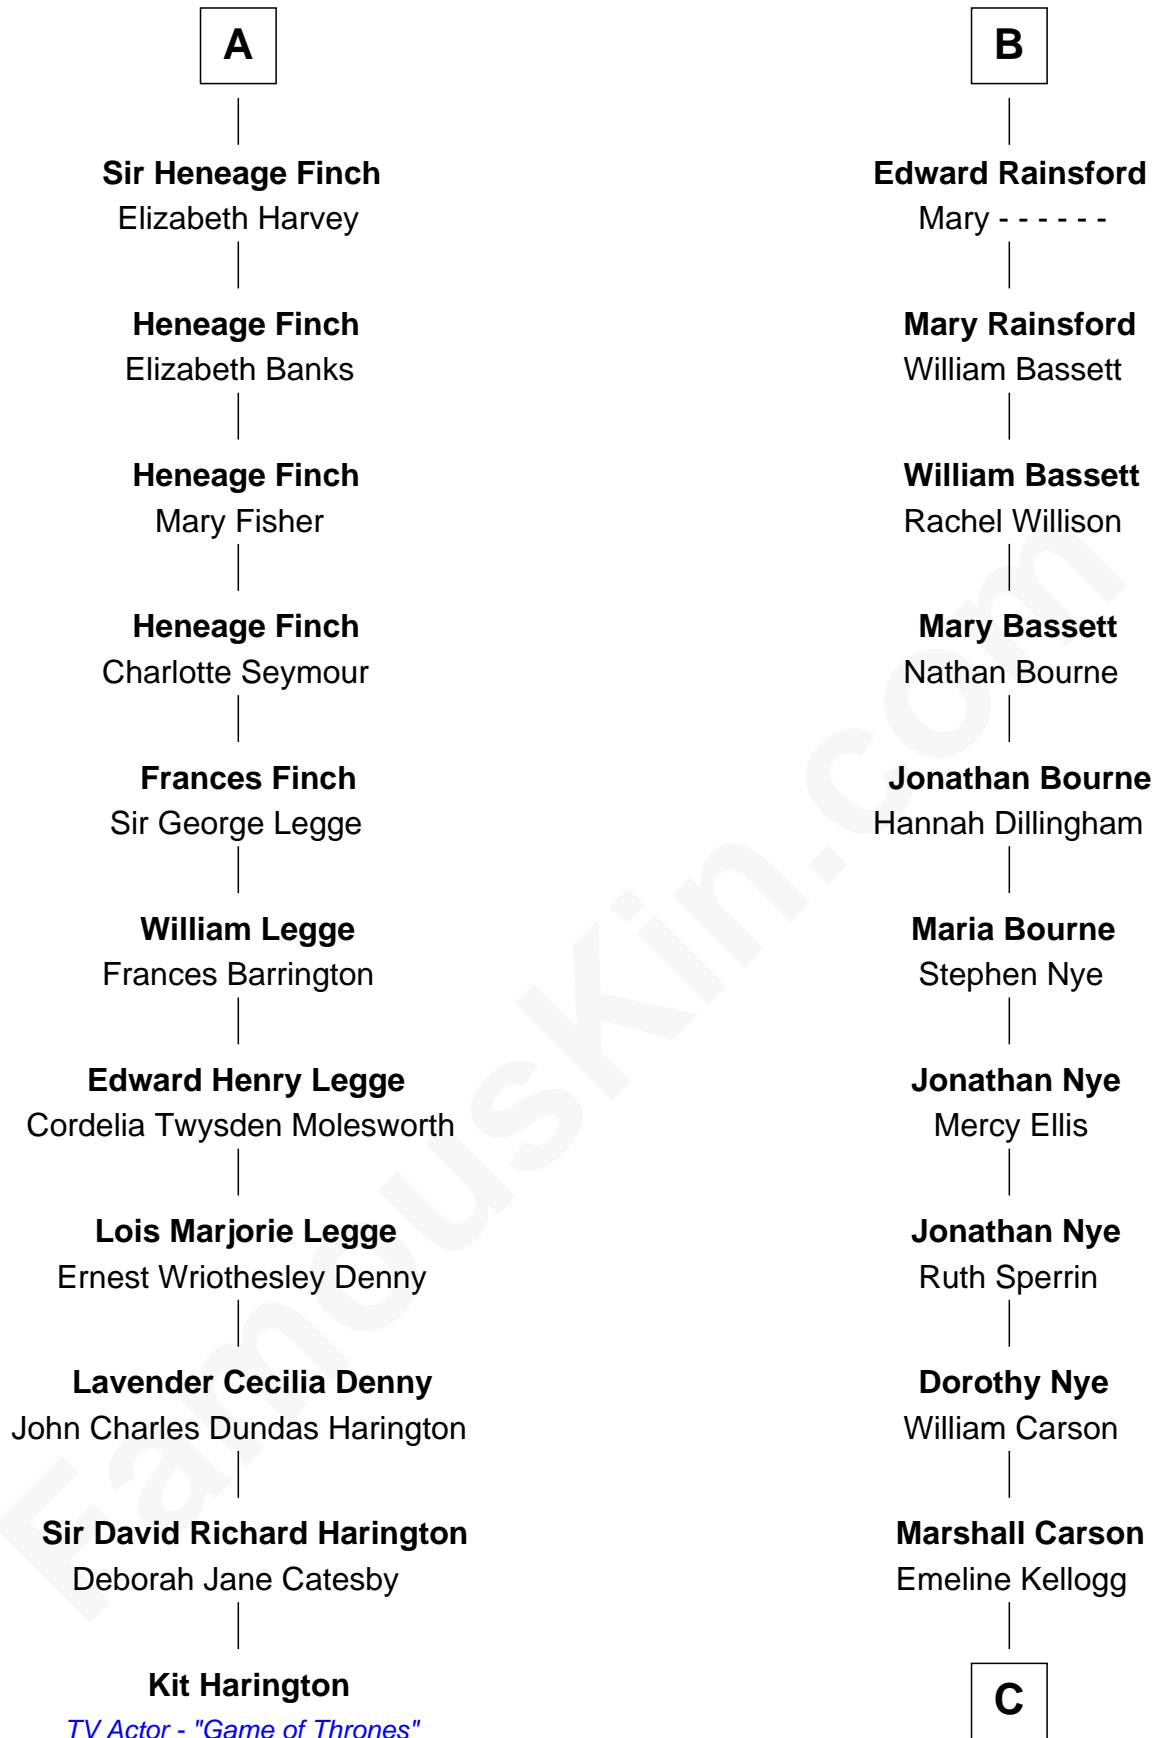 A
Sir Heneage Finch
Elizabeth Harvey
Heneage Finch
Elizabeth Banks
Heneage Finch
Mary Fisher
Heneage Finch
Charlotte Seymour
Frances Finch
Sir George Legge
William Legge
Frances Barrington
Edward Henry Legge
Cordelia Twysden Molesworth
Lois Marjorie Legge
Ernest Wriothesley Denny
Lavender Cecilia Denny
John Charles Dundas Harington
Sir David Richard Harington
Deborah Jane Catesby
Kit Harington
TV Actor - "Game of Thrones"
B
Edward Rainsford
Mary - - - - - -
Mary Rainsford
William Bassett
William Bassett
Rachel Willison
Mary Bassett
Nathan Bourne
Jonathan Bourne
Hannah Dillingham
Maria Bourne
Stephen Nye
Jonathan Nye
Mercy Ellis
Jonathan Nye
Ruth Sperrin
Dorothy Nye
William Carson
Marshall Carson
Emeline Kellogg
C
FamousKin.com